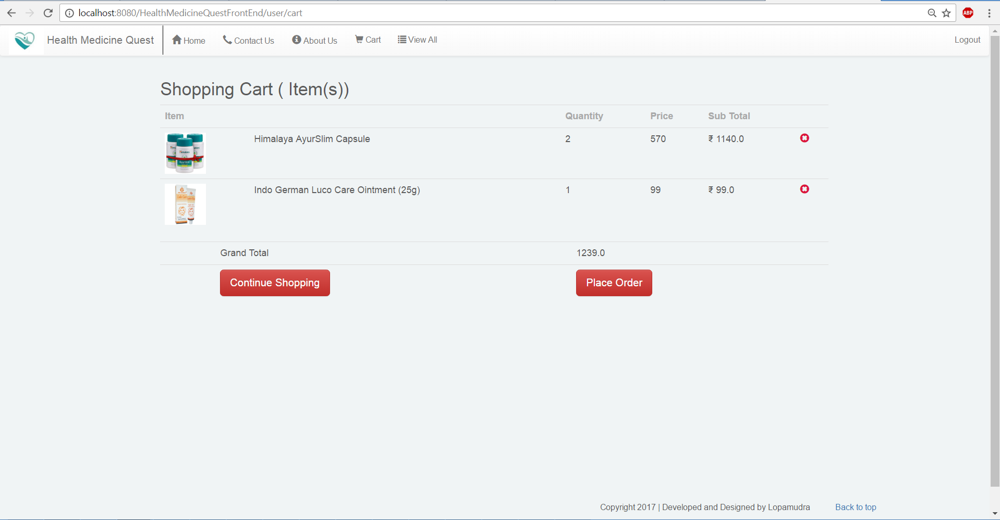 localhost:8080/HealthMedicineQuestFrontEnd/user/cart
ABP
Health Medicine Quest
Home
Contact Us
About Us
Cart
View All
Logout
Shopping Cart ( Item(s))
Item Quantity Price Sub Total
Himalaya AyurSlim Capsule 2 570 ₹ 1140.0
Indo German Luco Care Ointment (25g) 1 99 ₹ 99.0
Grand Total 1239.0
Continue Shopping Place Order
Copyright 2017 | Developed and Designed by Lopamudra Back to top